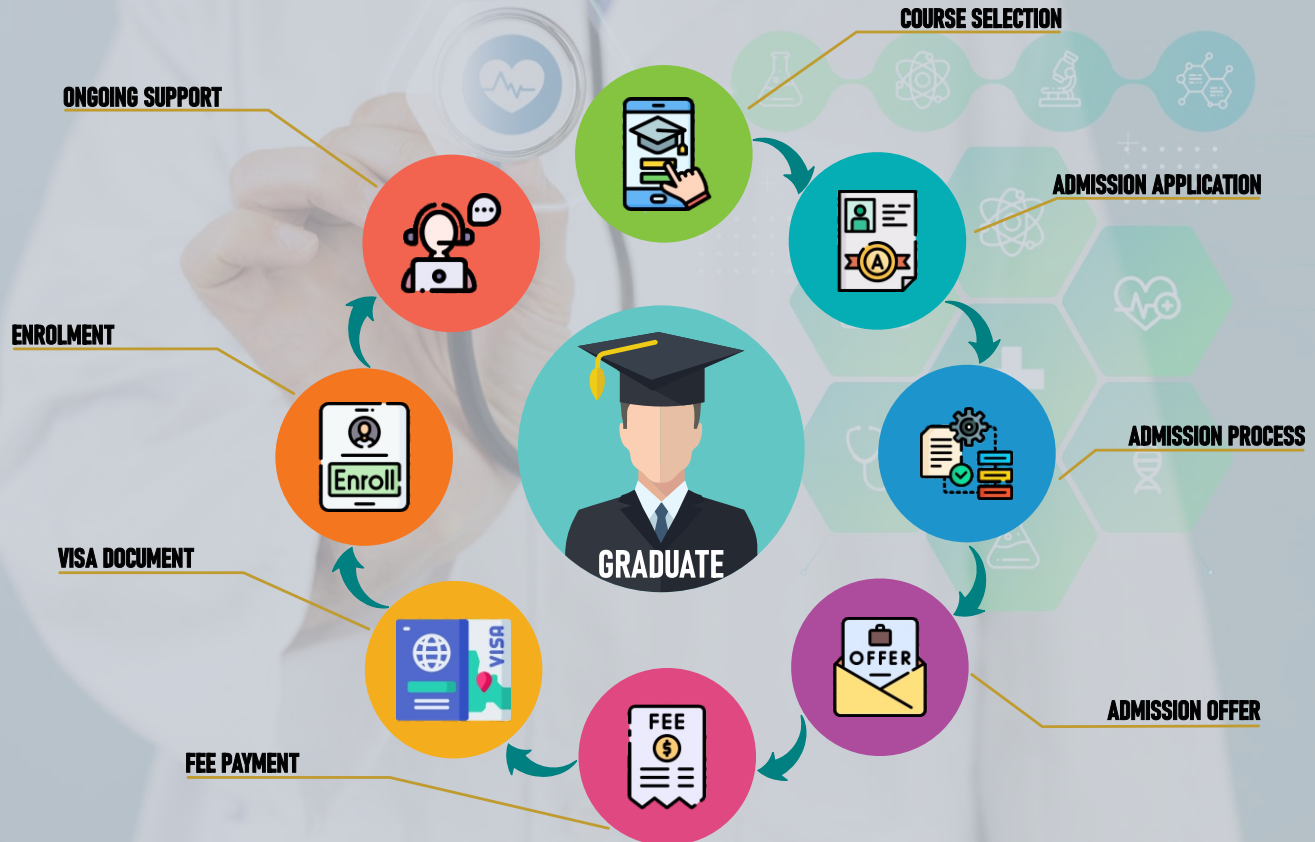 COURSE SELECTION
ONGOING SUPPORT
ADMISSION APPLICATION
A
ENROLMENT
Enroll
ADMISSION PROCESS
GRADUATE
VISA DOCUMENT
VISA
OFFER
ADMISSION OFFER
FEE
$
FEE PAYMENT